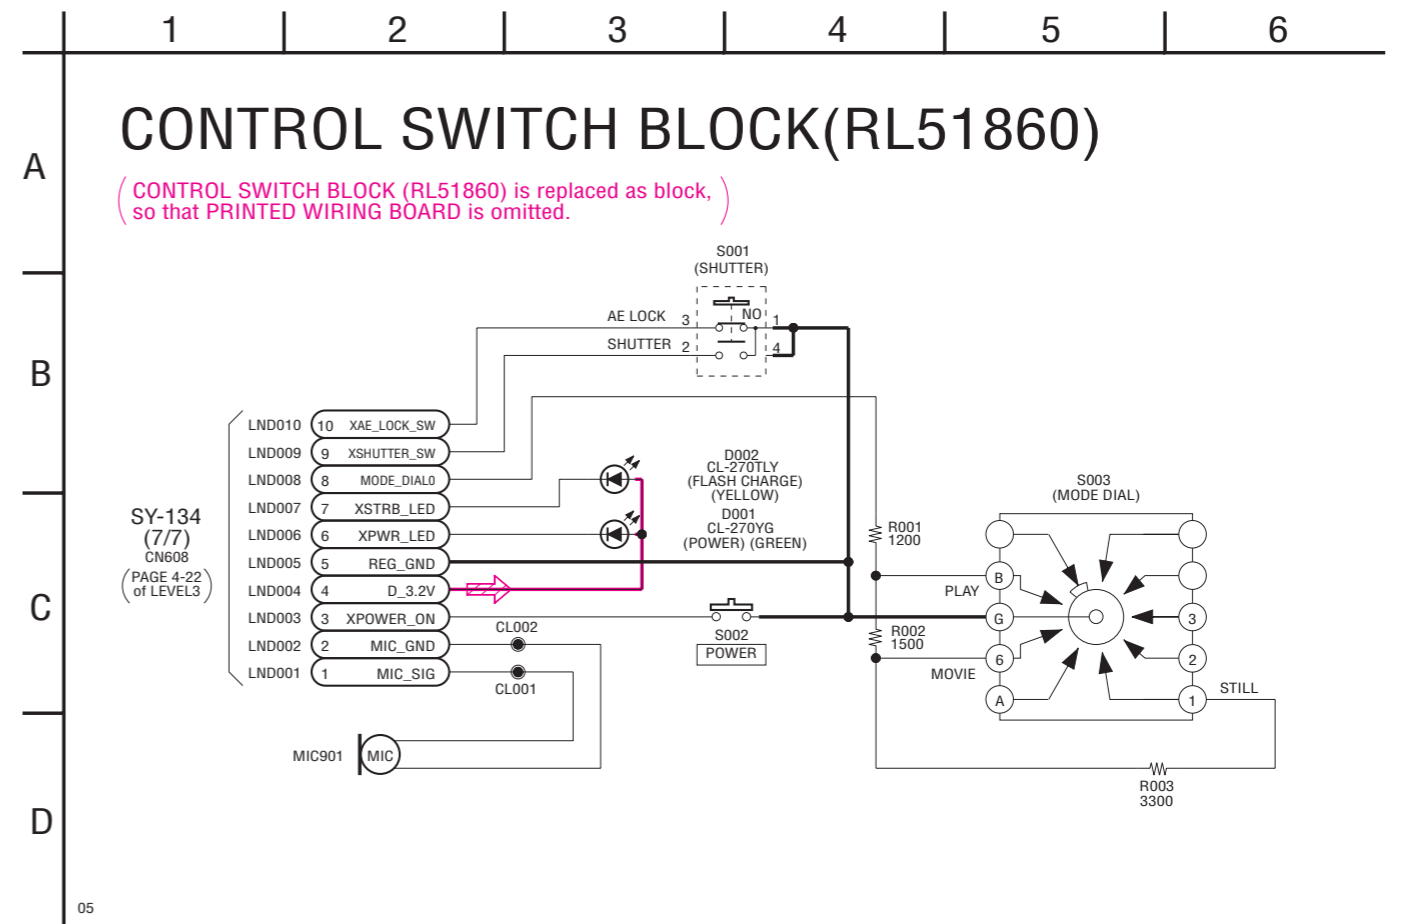 1 2 3 4 5 6
A
CONTROL SWITCH BLOCK(RL51860)
CONTROL SWITCH BLOCK (RL51860) is replaced as block,
so that PRINTED WIRING BOARD is omitted.
S001
(SHUTTER)
B
AE LOCK 3 NO 1
SHUTTER 2 4
LND010 10 XAE_LOCK_SW
LND009 9 XSHUTTER_SW
LND008 8 MODE_DIAL0
LND007 7 XSTRB_LED
LND006 6 XPWR_LED
LND005 5 REG_GND
LND004 4 D_3.2V
LND003 3 XPOWER_ON
LND002 2 MIC_GND
LND001 1 MIC_SIG
SY-134
(7/7)
CN608
(PAGE 4-22
of LEVEL3)
D002
CL-270TLY
(FLASH CHARGE)
(YELLOW)
D001
CL-270YG
(POWER) (GREEN)
C
CL002
CL001
S002
POWER
R001
1200
R002
1500
PLAY
MOVIE
S003
(MODE DIAL)
B
G
6
A
3
2
1
STILL
MIC901 MIC
R003
3300
D
05